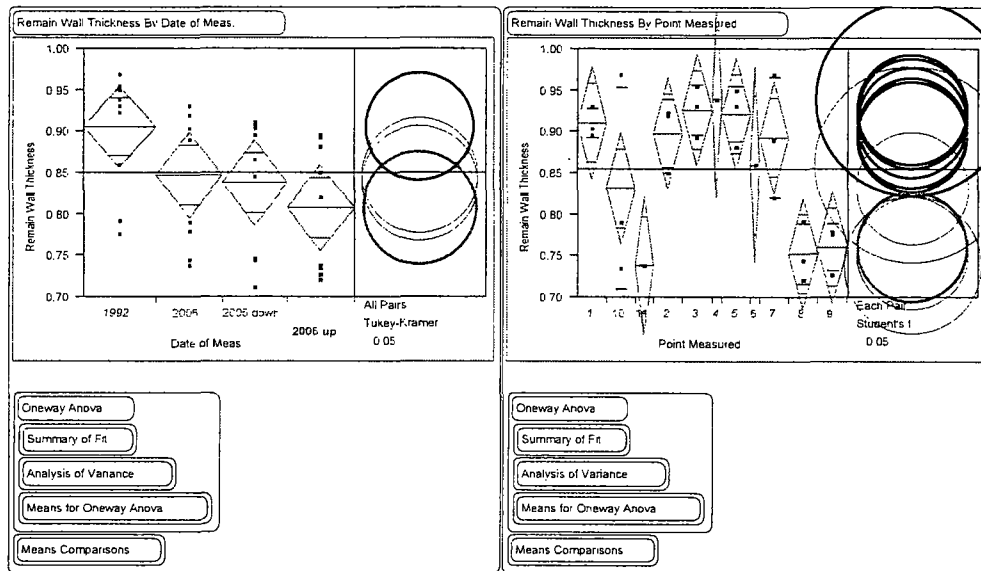 Remain Wall Thickness By Date of Meas.
1.00
0.95
0.90
0.85
0.80
0.75
0.70
Remain Wall Thickness
1992
2006 down
2006 up
Date of Meas
All Pairs
Tukey-Kramer
0.05
Oneway Anova
Summary of Fit
Analysis of Variance
Means for Oneway Anova
Means Comparisons
Remain Wall Thickness By Point Measured
1.00
0.95
0.90
0.85
0.80
0.75
0.70
Remain Wall Thickness
1 10 11 2 3 4 5 6 7 8 9
Point Measured
Each Pair
Student's t
0.05
Oneway Anova
Summary of Fit
Analysis of Variance
Means for Oneway Anova
Means Comparisons